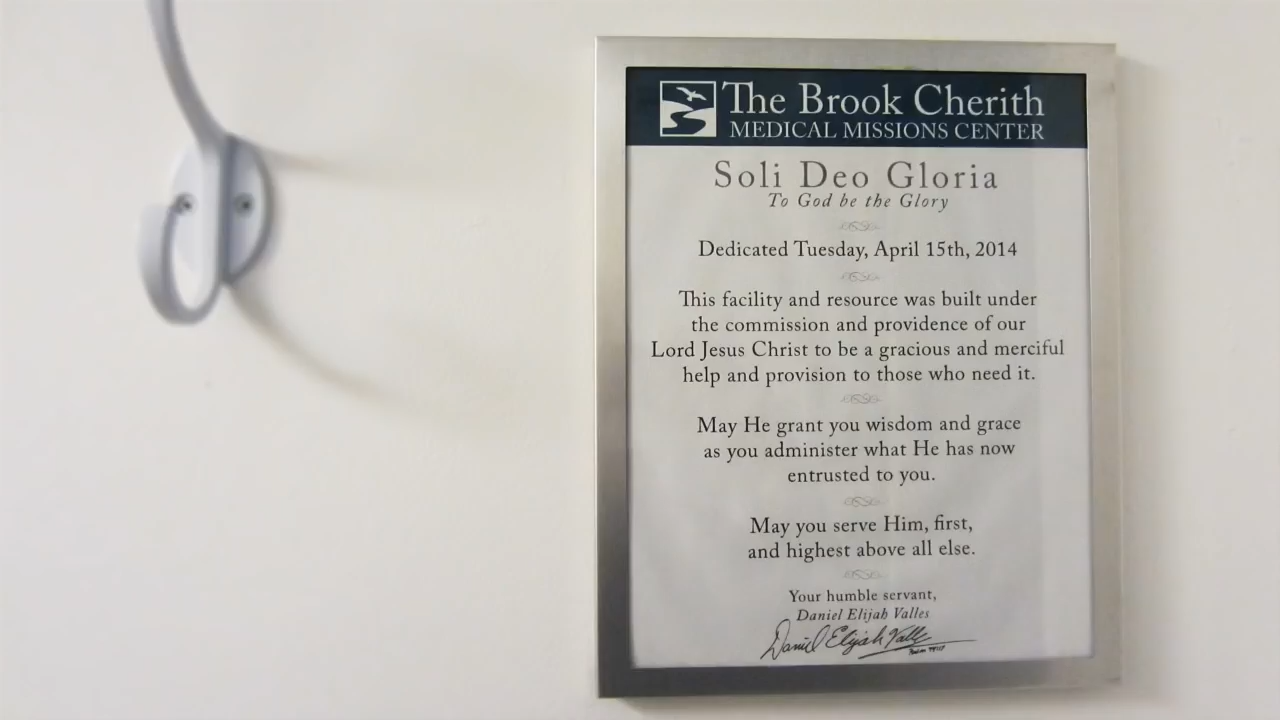 The Brook Cherith
MEDICAL MISSIONS CENTER
Soli Deo Gloria
To God be the Glory
Dedicated Tuesday, April 15th, 2014
This facility and resource was built under
the commission and providence of our
Lord Jesus Christ to be a gracious and merciful
help and provision to those who need it.
May He grant you wisdom and grace
as you administer what He has now
entrusted to you.
May you serve Him, first,
and highest above all else.
Your humble servant,
Daniel Elijah Valles
Daniel Elijah Valles